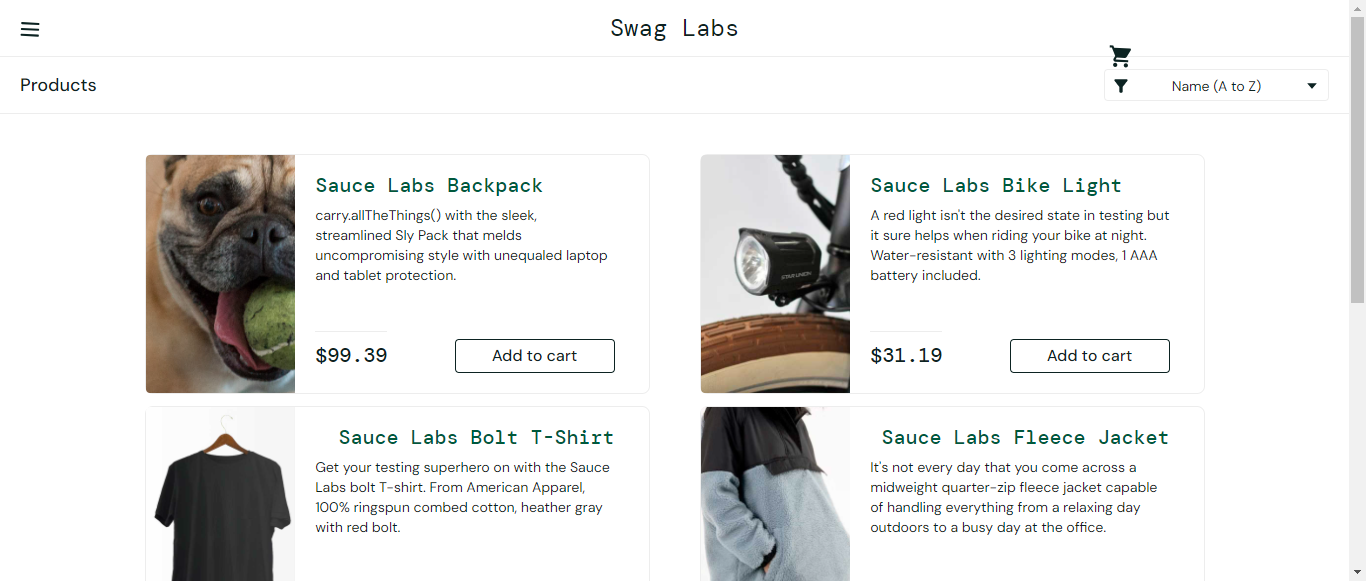 Swag Labs
Products
Name (A to Z)
Sauce Labs Backpack
carry.allTheThings() with the sleek,
streamlined Sly Pack that melds
uncompromising style with unequaled laptop
and tablet protection.
$99.39
Add to cart
Sauce Labs Bike Light
A red light isn't the desired state in testing but
it sure helps when riding your bike at night.
Water-resistant with 3 lighting modes, 1 AAA
battery included.
STAR UNION
$31.19
Add to cart
Sauce Labs Bolt T-Shirt
Get your testing superhero on with the Sauce
Labs bolt T-shirt. From American Apparel,
100% ringspun combed cotton, heather gray
with red bolt.
Sauce Labs Fleece Jacket
It's not every day that you come across a
midweight quarter-zip fleece jacket capable
of handling everything from a relaxing day
outdoors to a busy day at the office.